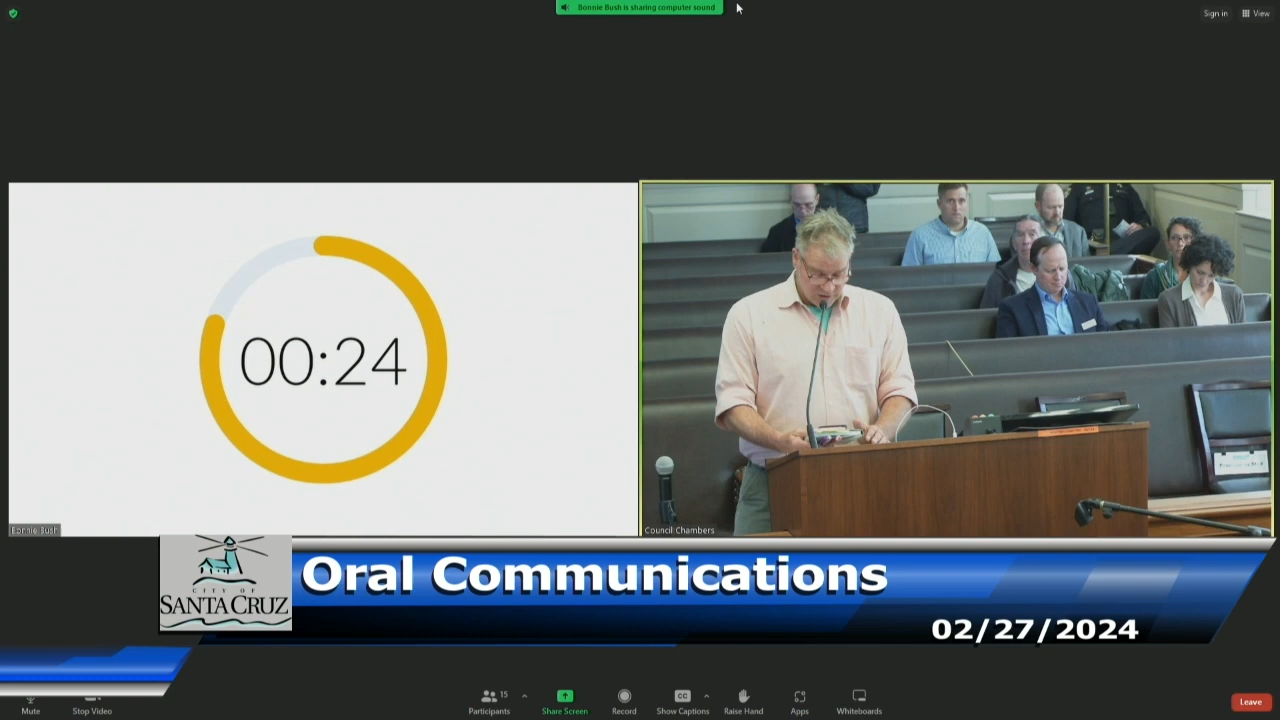 Bonnie Bush is sharing computer sound
Sign in
View
00:24
Bonnie Bush
Council Chambers
CITY OF
SANTA CRUZ
Oral Communications
02/27/2024
Mute
Stop Video
Participants
15
Share Screen
CC
Show Captions
Record
Raise Hand
Apps
Whiteboards
Leave